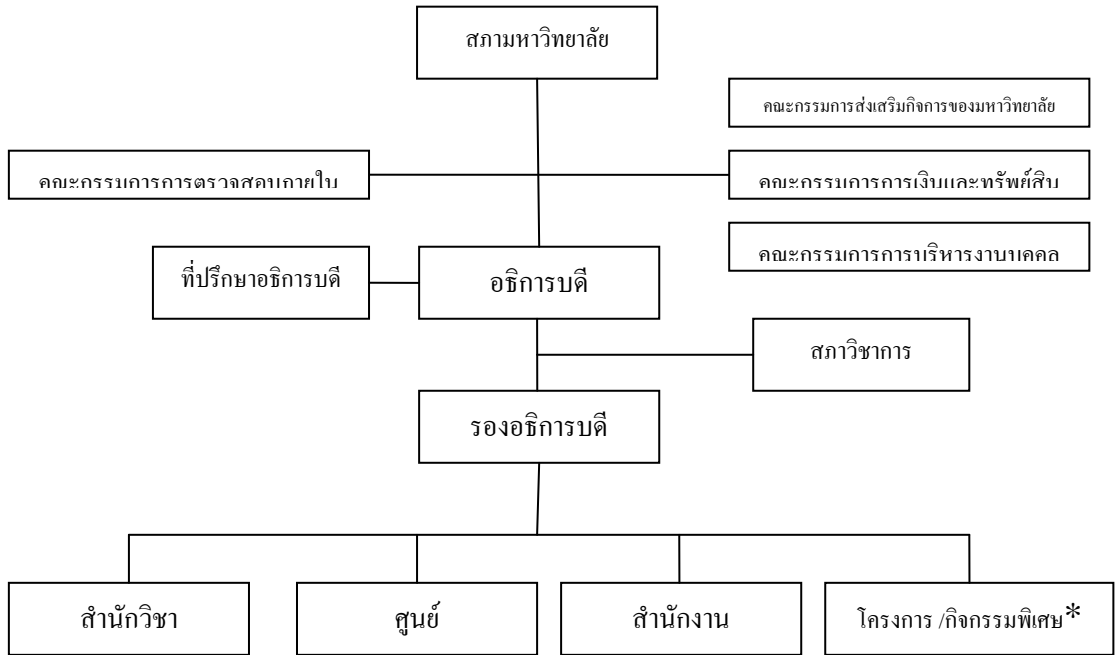 สภามหาวิทยาลัย
คณะกรรมการส่งเสริมกิจการของมหาวิทยาลัย
คณะกรรมการการตรวจสอบภายใน
คณะกรรมการการเงินและทรัพย์สิน
คณะกรรมการการบริหารงานบุคคล
ที่ปรึกษาอธิการบดี
อธิการบดี
สภาวิชาการ
รองอธิการบดี
สำนักวิชา
ศูนย์
สำนักงาน
โครงการ /กิจกรรมพิเศษ*